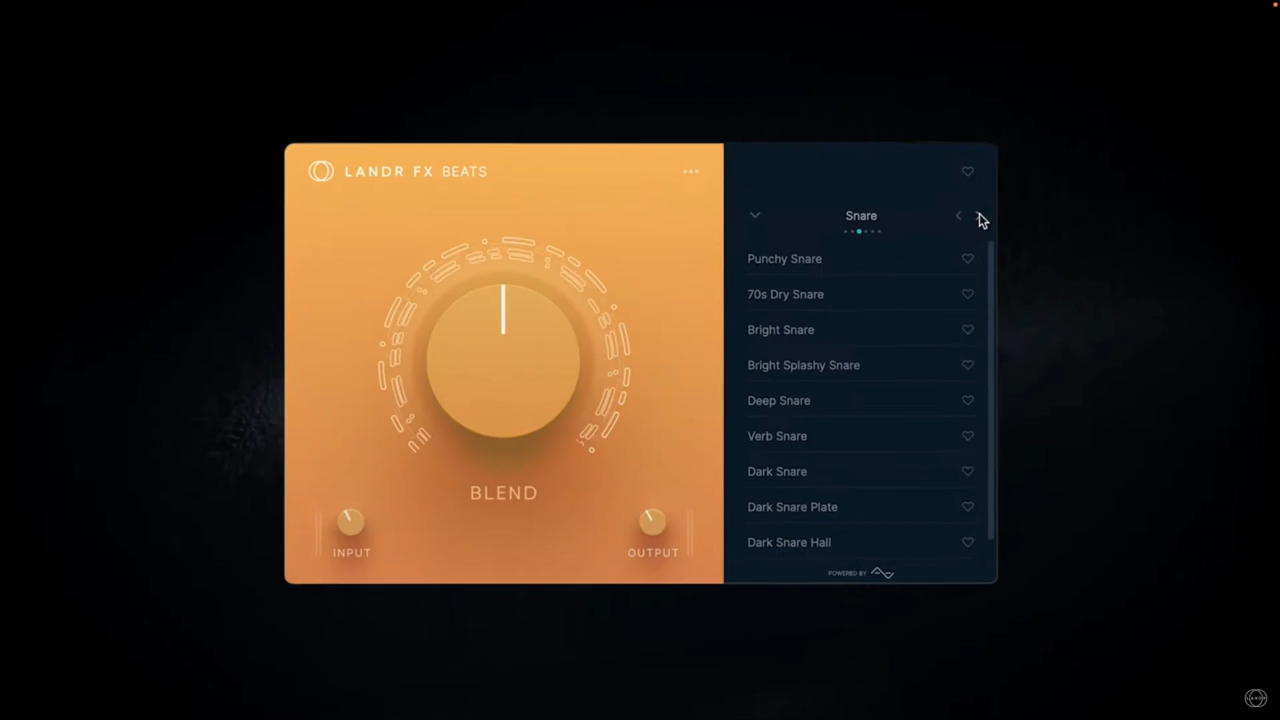 LANDR FX BEATS
Snare
Punchy Snare
70s Dry Snare
Bright Snare
Bright Splashy Snare
Deep Snare
Verb Snare
Dark Snare
Dark Snare Plate
Dark Snare Hall
BLEND
INPUT
OUTPUT
POWERED BY
LANDR